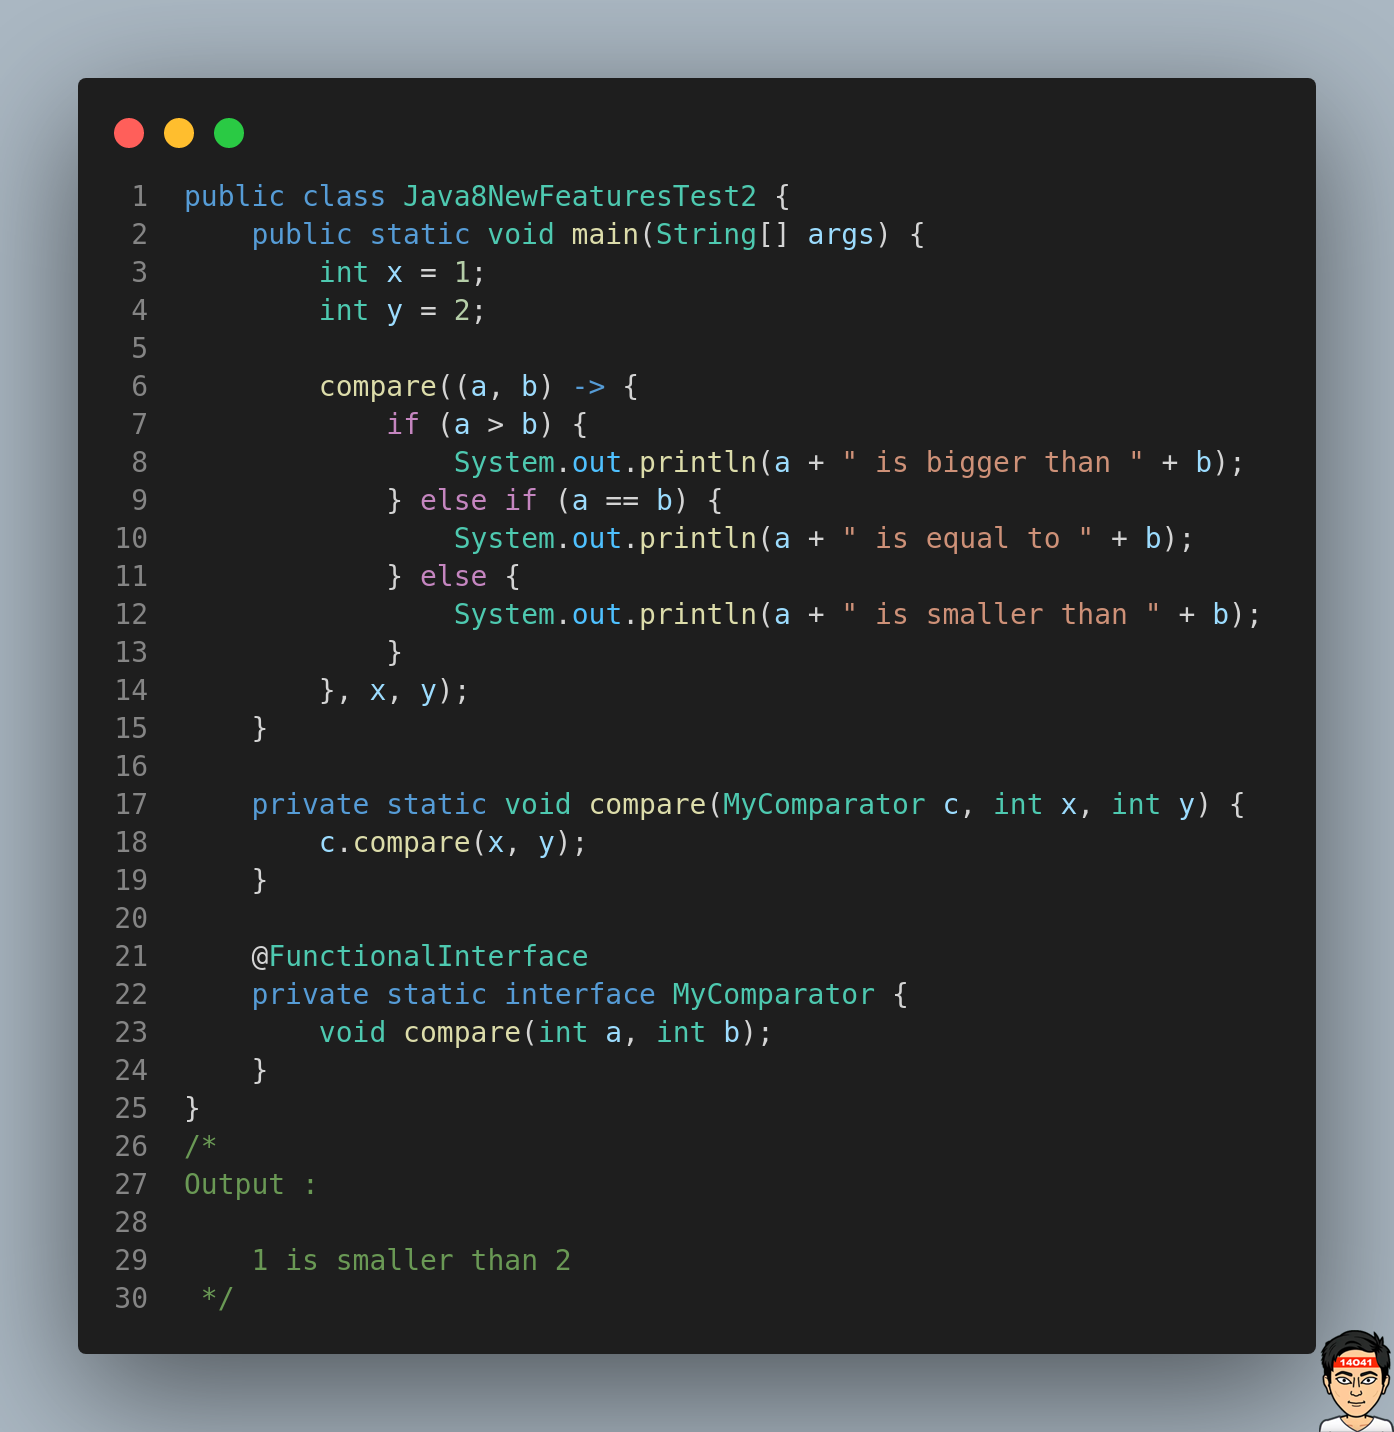 1 public class Java8NewFeaturesTest2 {
2     public static void main(String[] args) {
3         int x = 1;
4         int y = 2;
5
6         compare((a, b) -> {
7             if (a > b) {
8                 System.out.println(a + " is bigger than " + b);
9             } else if (a == b) {
10                 System.out.println(a + " is equal to " + b);
11             } else {
12                 System.out.println(a + " is smaller than " + b);
13             }
14         }, x, y);
15     }
16
17     private static void compare(MyComparator c, int x, int y) {
18         c.compare(x, y);
19     }
20
21     @FunctionalInterface
22     private static interface MyComparator {
23         void compare(int a, int b);
24     }
25 }
26 /*
27 Output :
28
29     1 is smaller than 2
30  */
14041